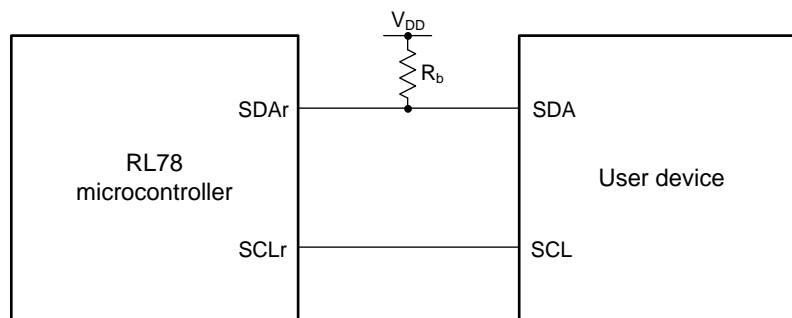 VDD
Rb
SDAr
SDA
RL78
microcontroller
User device
SCLr
SCL